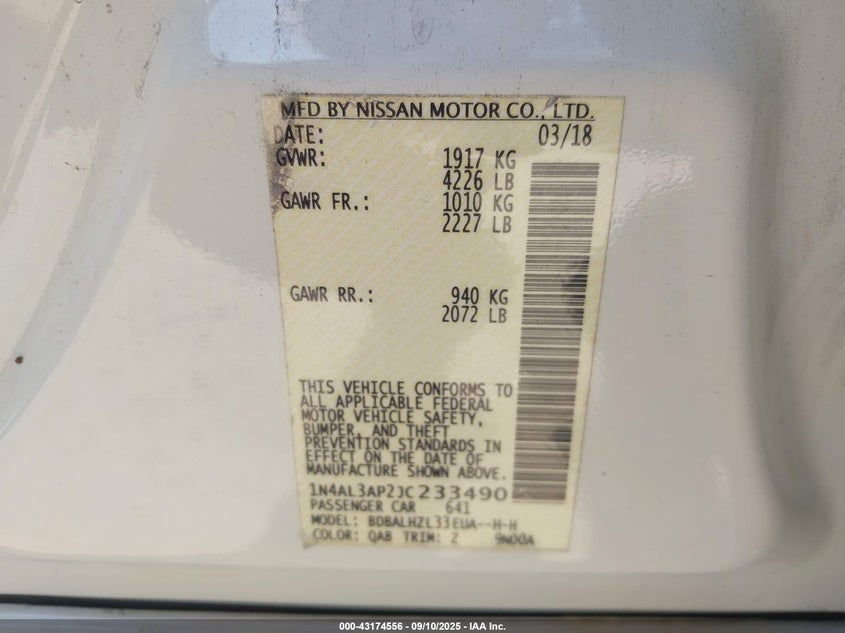 MFD BY NISSAN MOTOR CO., LTD.
DATE: 03/18
GVWR: 1917 KG
4226 LB
GAWR FR.: 1010 KG
2227 LB
GAWR RR.: 940 KG
2072 LB
THIS VEHICLE CONFORMS TO
ALL APPLICABLE FEDERAL
MOTOR VEHICLE SAFETY,
BUMPER, AND THEFT
PREVENTION STANDARDS IN
EFFECT ON THE DATE OF
MANUFACTURE SHOWN ABOVE.
1N4AL3AP2JC233490
PASSENGER CAR 641
MODEL: BDBALHZL33EUA--H-H
COLOR: QAB TRIM: Z 9N00A
000-43174556 - 09/10/2025 - IAA Inc.